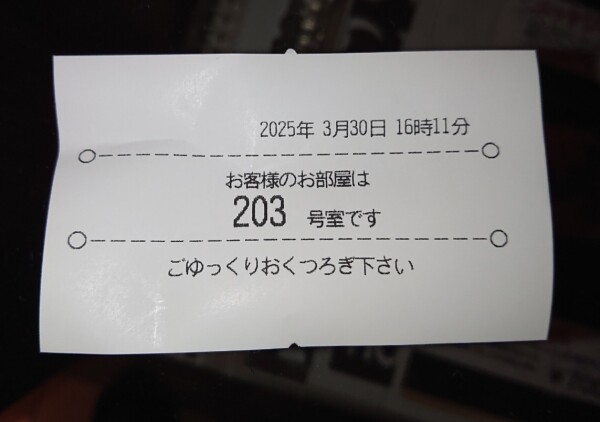 2025年 3月30日 16時11分
お客様のお部屋は
203 号室です
ごゆっくりおくつろぎ下さい